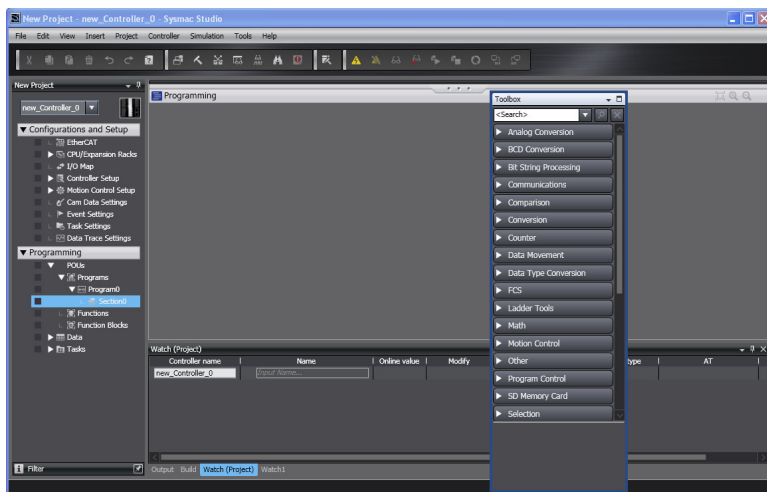 New Project - new_Controller_0 - Sysmac Studio
File Edit View Insert Project Controller Simulation Tools Help
New Project
new_Controller_0
Configurations and Setup
EtherCAT
CPU/Expansion Racks
I/O Map
Controller Setup
Motion Control Setup
Cam Data Settings
Event Settings
Task Settings
Data Trace Settings
Programming
POUs
Programs
Program0
Section0
Functions
Function Blocks
Data
Tasks
Filter
Programming
Toolbox
<Search>
Analog Conversion
BCD Conversion
Bit String Processing
Communications
Comparison
Conversion
Counter
Data Movement
Data Type Conversion
FCS
Ladder Tools
Math
Motion Control
Other
Program Control
SD Memory Card
Selection
Watch (Project)
Controller name Name Online value Modify type AT
new_Controller_0 Input Name...
Output Build Watch (Project) Watch1